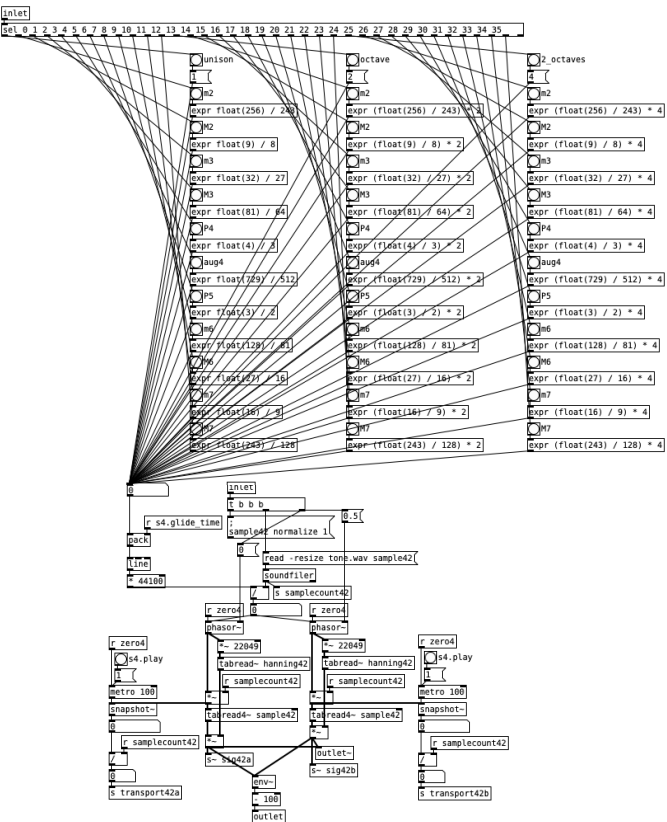 inlet
sel 0 1 2 3 4 5 6 7 8 9 10 11 12 13 14 15 16 17 18 19 20 21 22 23 24 25 26 27 28 29 30 31 32 33 34 35
unison octave 2_octaves
1 2 4
m2 m2 m2
expr float(256) / 243 expr (float(256) / 243) * 2 expr (float(256) / 243) * 4
M2 M2 M2
expr float(9) / 8 expr (float(9) / 8) * 2 expr (float(9) / 8) * 4
m3 m3 m3
expr float(32) / 27 expr (float(32) / 27) * 2 expr (float(32) / 27) * 4
M3 M3 M3
expr float(81) / 64 expr (float(81) / 64) * 2 expr (float(81) / 64) * 4
P4 P4 P4
expr float(4) / 3 expr (float(4) / 3) * 2 expr (float(4) / 3) * 4
aug4 aug4 aug4
expr float(729) / 512 expr (float(729) / 512) * 2 expr (float(729) / 512) * 4
P5 P5 P5
expr float(3) / 2 expr (float(3) / 2) * 2 expr (float(3) / 2) * 4
m6 m6 m6
expr float(128) / 81 expr (float(128) / 81) * 2 expr (float(128) / 81) * 4
M6 M6 M6
expr float(27) / 16 expr (float(27) / 16) * 2 expr (float(27) / 16) * 4
m7 m7 m7
expr float(16) / 9 expr (float(16) / 9) * 2 expr (float(16) / 9) * 4
M7 M7 M7
expr float(243) / 128 expr (float(243) / 128) * 2 expr (float(243) / 128) * 4
0 inlet
t b b b
r s4.glide_time ; 0.5
sample42 normalize 1
pack 0
read -resize tone.wav sample42
line soundfiler
* 44100 / s samplecount42
0
r zero4 r zero4
phasor~ phasor~
r zero4 *~ 22049 *~ 22049 r zero4
s4.play tabread~ hanning42 tabread~ hanning42 s4.play
1 r samplecount42 r samplecount42 1
metro 100 *~ *~ metro 100
snapshot~ tabread4~ sample42 tabread4~ sample42 snapshot~
0 0
r samplecount42 *~ *~ r samplecount42
/ s~ sig42a outlet~ /
0 s~ sig42b 0
s transport42a env~ s transport42b
- 100
outlet